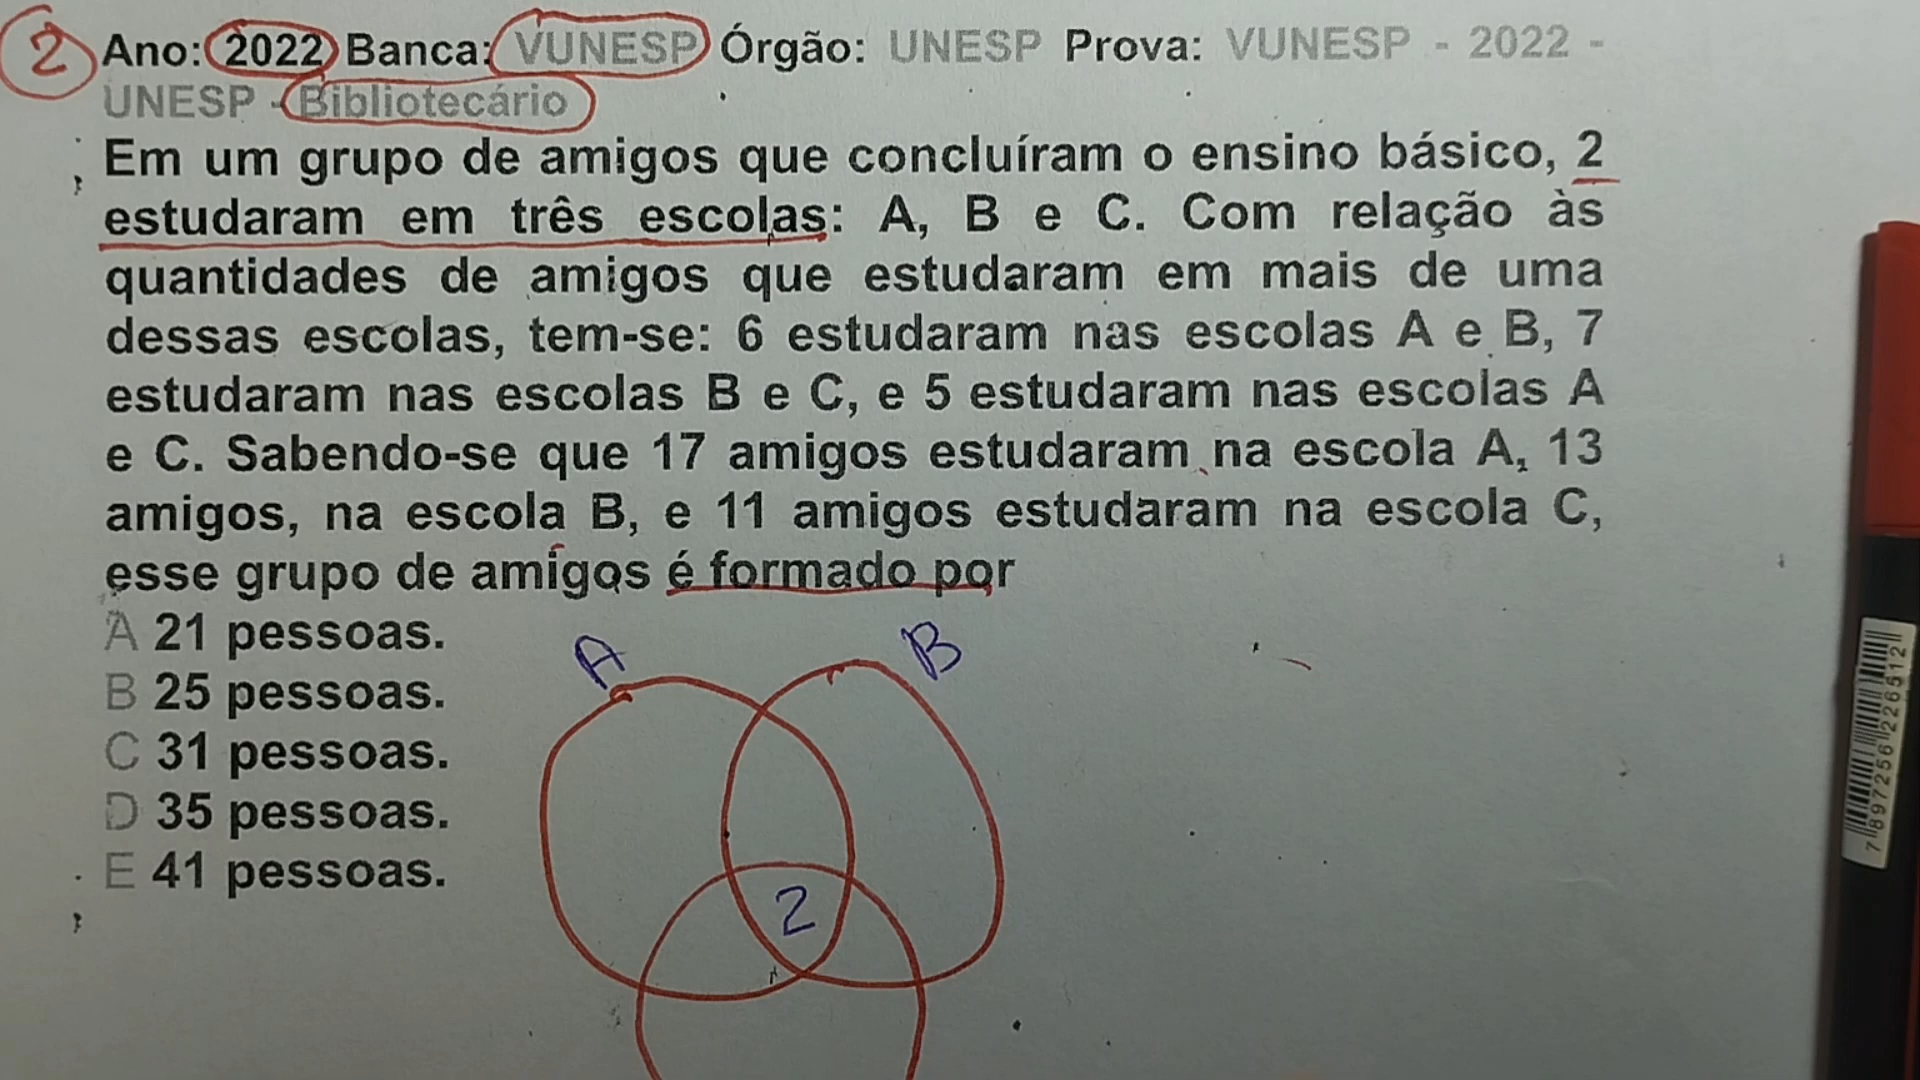 2 Ano: 2022 Banca: VUNESP Órgão: UNESP Prova: VUNESP - 2022 -
UNESP - Bibliotecário
Em um grupo de amigos que concluíram o ensino básico, 2
estudaram em três escolas: A, B e C. Com relação às
quantidades de amigos que estudaram em mais de uma
dessas escolas, tem-se: 6 estudaram nas escolas A e B, 7
estudaram nas escolas B e C, e 5 estudaram nas escolas A
e C. Sabendo-se que 17 amigos estudaram na escola A, 13
amigos, na escola B, e 11 amigos estudaram na escola C,
esse grupo de amigos é formado por
A 21 pessoas.
B 25 pessoas.
C 31 pessoas.
D 35 pessoas.
E 41 pessoas.
A
B
2
7897256226512